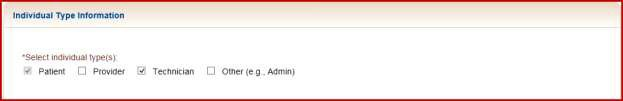 Individual Type Information
*Select individual type(s):
Patient Provider Technician Other (e.g., Admin)